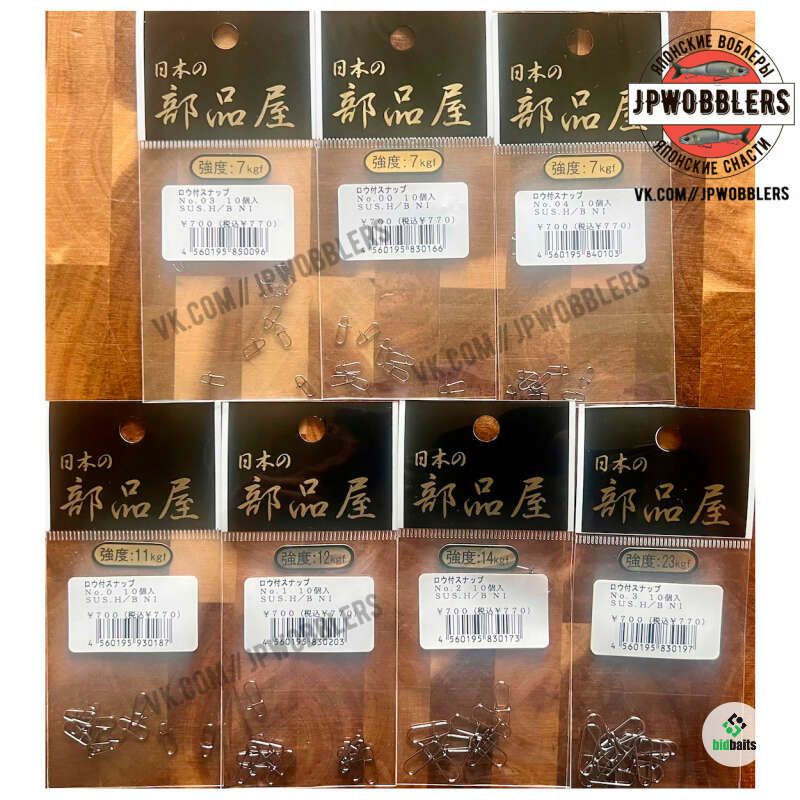 日本の
部品屋
強度:7kgf
ロウ付スナップ
No.03 10個入
SUS.H/B NI
¥700(税込¥770)
4 560195 850096
日本の
部品屋
強度:7kgf
ロウ付スナップ
No.00 10個入
SUS.H/B NI
¥700(税込¥770)
4 560195 830166
日本の
部品屋
強度:7kgf
ロウ付スナップ
No.04 10個入
SUS.H/B NI
¥700(税込¥770)
4 560195 840103
ЯПОНСКИЕ ВОБЛЕРЫ
JPWOBBLERS
ЯПОНСКИЕ СНАСТИ
VK.COM//JPWOBBLERS
VK.COM//JPWOBBLERS
VK.COM//JPWOBBLERS
日本の
部品屋
強度:11kgf
ロウ付スナップ
No.0 10個入
SUS.H/B NI
¥700(税込¥770)
4 560195 930187
日本の
部品屋
強度:12kgf
ロウ付スナップ
No.1 10個入
SUS.H/B NI
¥700(税込¥770)
4 560195 830203
日本の
部品屋
強度:14kgf
ロウ付スナップ
No.2 10個入
SUS.H/B NI
¥700(税込¥770)
4 560195 830173
日本の
部品屋
強度:23kgf
ロウ付スナップ
No.3 10個入
SUS.H/B NI
¥700(税込¥770)
4 560195 830197
VK.COM//JPWOBBLERS
bidbaits